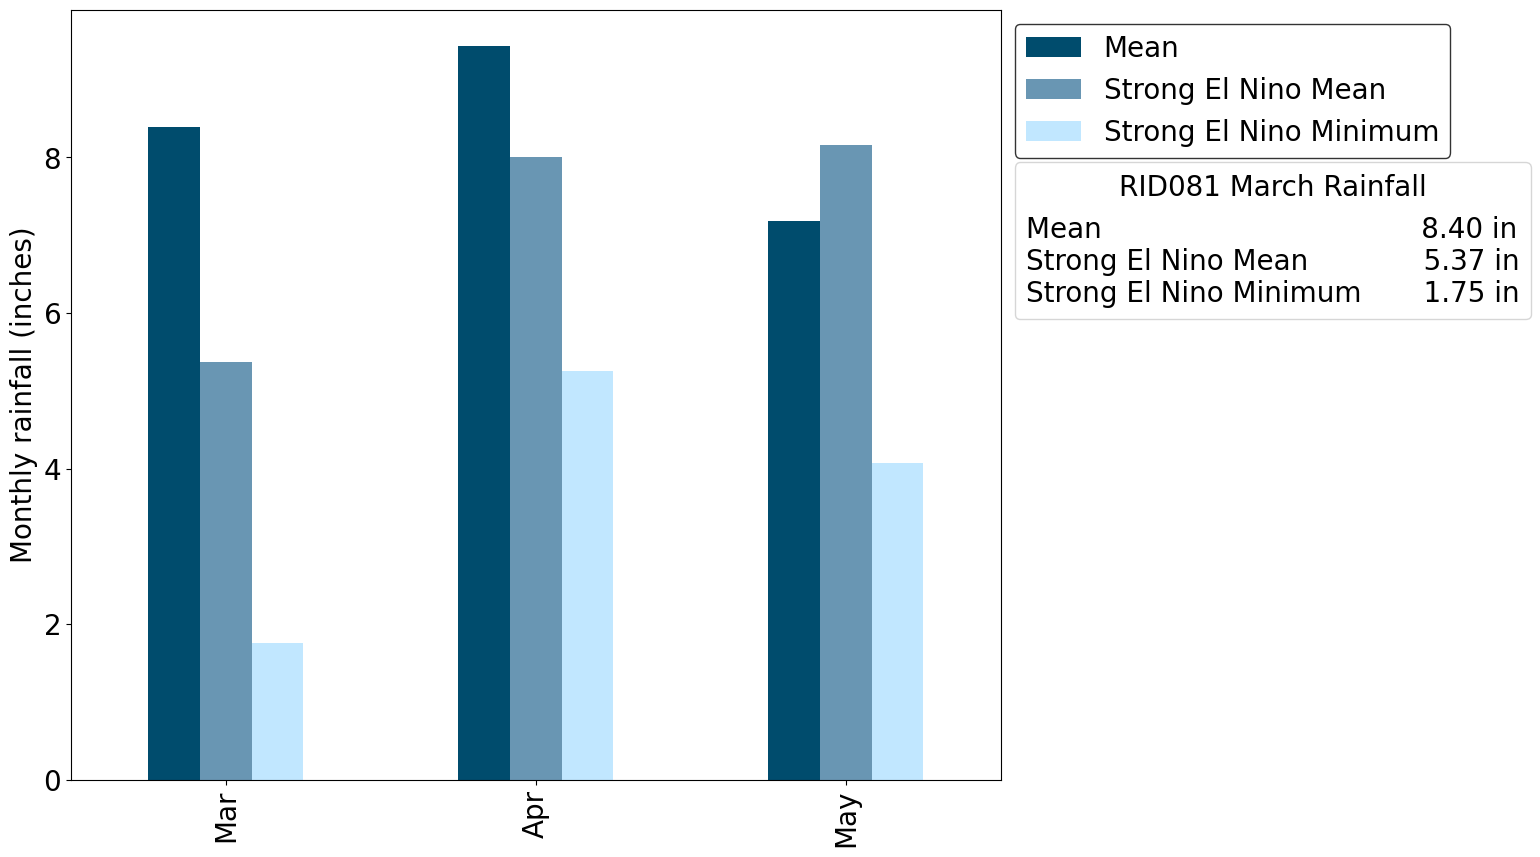 Mean
Strong El Nino Mean
Strong El Nino Minimum
RID081 March Rainfall
Mean 8.40 in
Strong El Nino Mean 5.37 in
Strong El Nino Minimum 1.75 in
Monthly rainfall (inches)
8
6
4
2
0
Mar
Apr
May